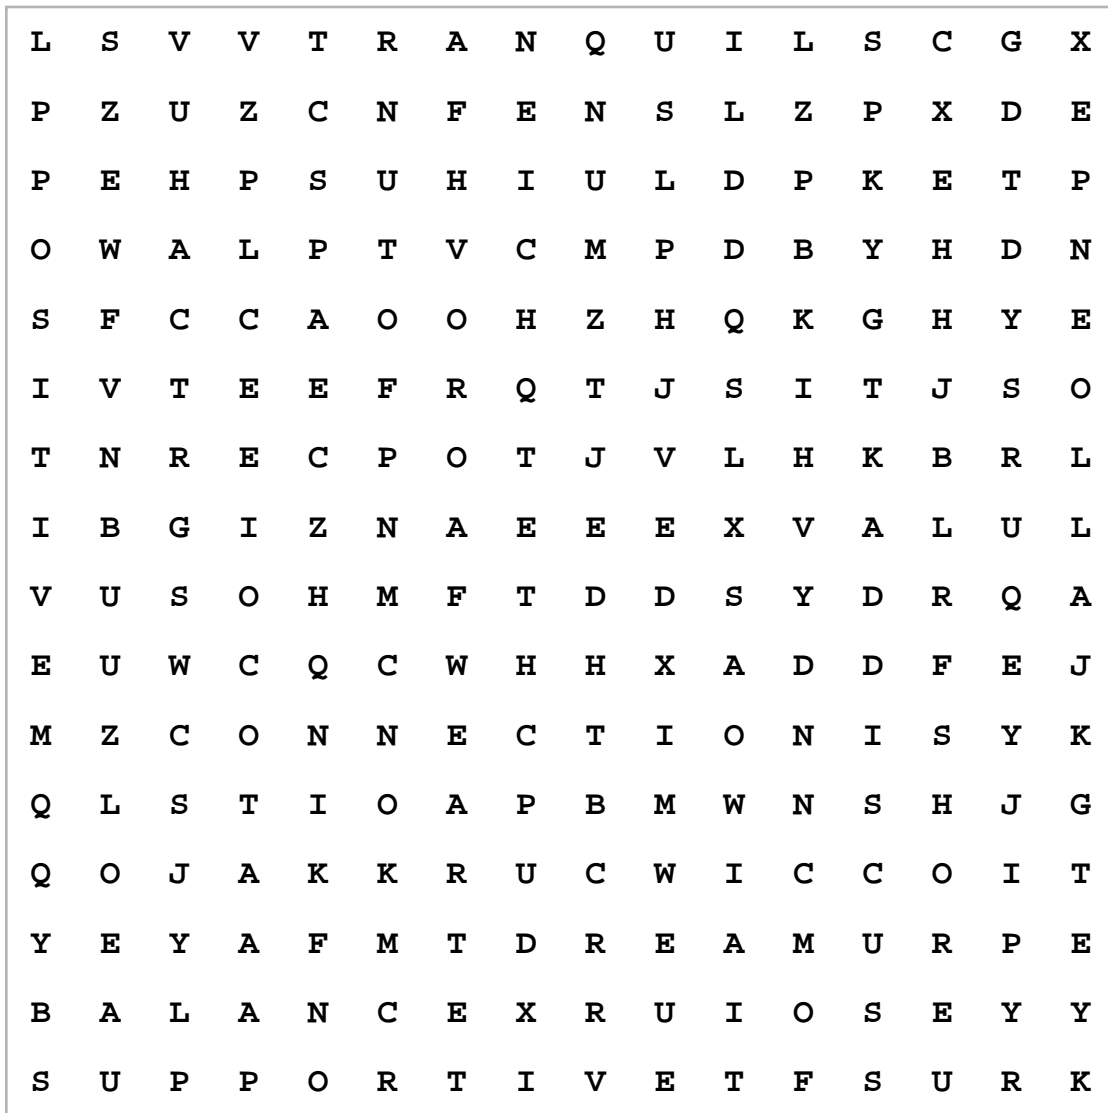 L S V V T R A N Q U I L S C G X
P Z U Z C N F E N S L Z P X D E
P E H P S U H I U L D P K E T P
O W A L P T V C M P D B Y H D N
S F C C A O O H Z H Q K G H Y E
I V T E E F R Q T J S I T J S O
T N R E C P O T J V L H K B R L
I B G I Z N A E E E X V A L U L
V U S O H M F T D D S Y D R Q A
E U W C Q C W H H X A D D F E J
M Z C O N N E C T I O N I S Y K
Q L S T I O A P B M W N S H J G
Q O J A K K R U C W I C C O I T
Y E Y A F M T D R E A M U R P E
B A L A N C E X R U I O S E Y Y
S U P P O R T I V E T F S U R K